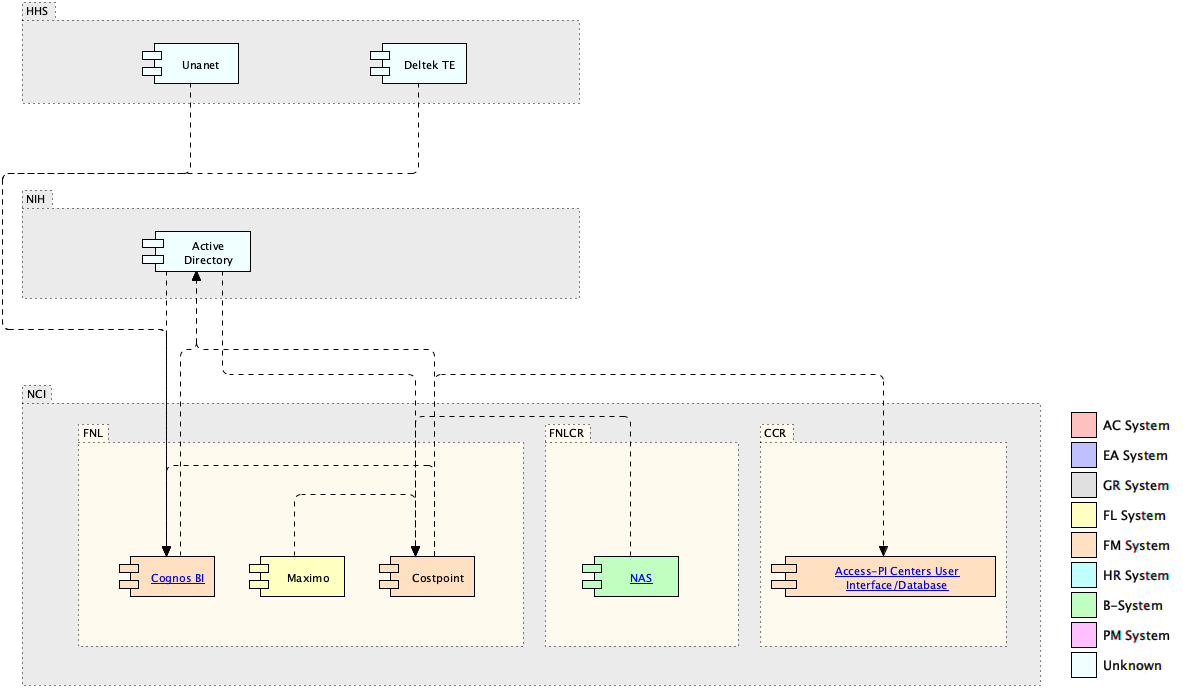 HHS
Unanet
Deltek TE
NIH
Active
Directory
NCI
FNL
FNLCR
CCR
Cognos BI
Maximo
Costpoint
NAS
Access-PI Centers User
Interface/Database
AC System
EA System
GR System
FL System
FM System
HR System
B-System
PM System
Unknown